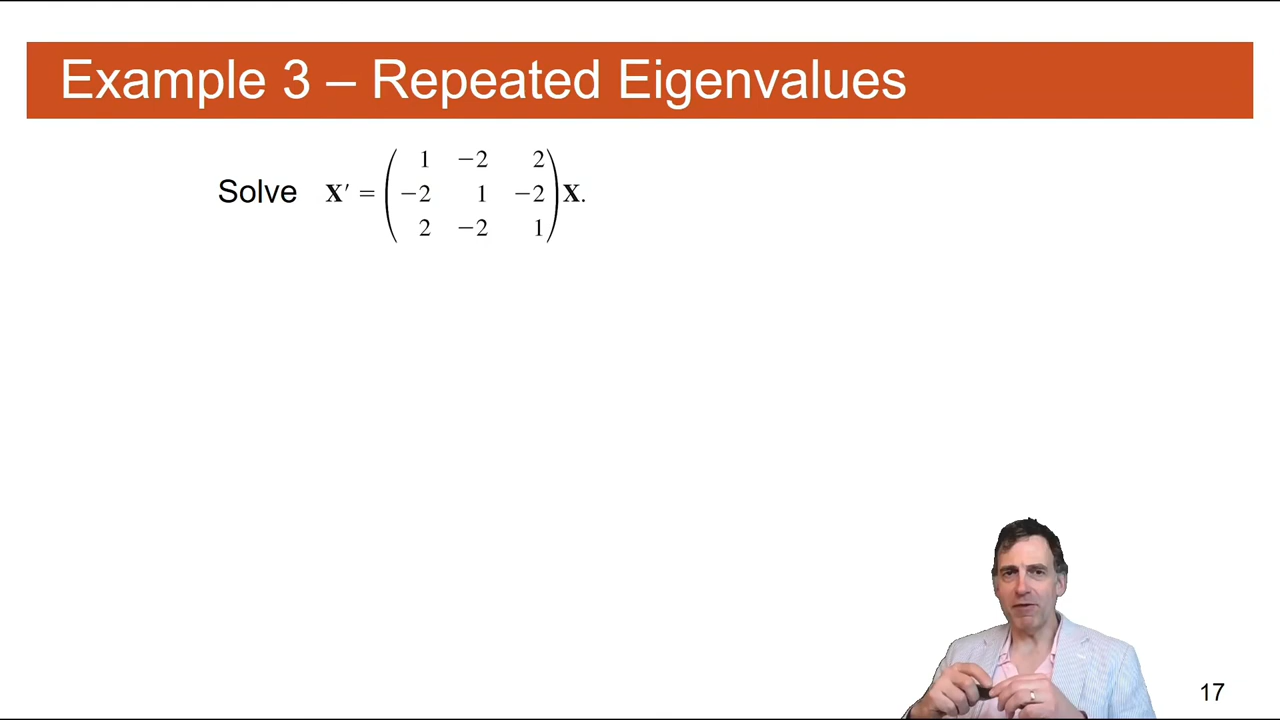 Example 3 – Repeated Eigenvalues
1 −2 2
Solve X′ = −2 1 −2 X.
2 −2 1
17